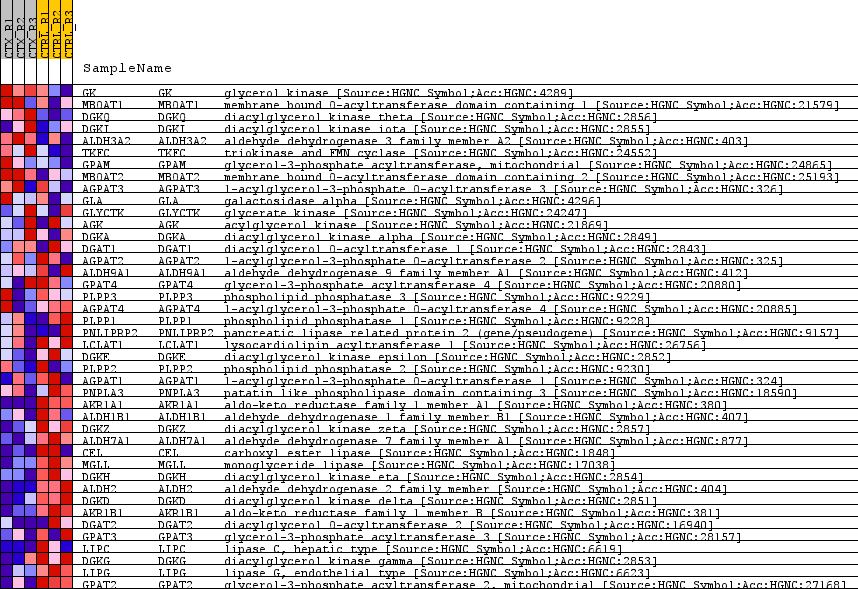 CTX_R1 CTX_R2 CTX_R3 CTRL_R1 CTRL_R2 CTRL_R3
SampleName
GK GK glycerol kinase [Source:HGNC Symbol;Acc:HGNC:4289]
MBOAT1 MBOAT1 membrane bound O-acyltransferase domain containing 1 [Source:HGNC Symbol;Acc:HGNC:21579]
DGKQ DGKQ diacylglycerol kinase theta [Source:HGNC Symbol;Acc:HGNC:2856]
DGKI DGKI diacylglycerol kinase iota [Source:HGNC Symbol;Acc:HGNC:2855]
ALDH3A2 ALDH3A2 aldehyde dehydrogenase 3 family member A2 [Source:HGNC Symbol;Acc:HGNC:403]
TKFC TKFC triokinase and FMN cyclase [Source:HGNC Symbol;Acc:HGNC:24552]
GPAM GPAM glycerol-3-phosphate acyltransferase, mitochondrial [Source:HGNC Symbol;Acc:HGNC:24865]
MBOAT2 MBOAT2 membrane bound O-acyltransferase domain containing 2 [Source:HGNC Symbol;Acc:HGNC:25193]
AGPAT3 AGPAT3 1-acylglycerol-3-phosphate O-acyltransferase 3 [Source:HGNC Symbol;Acc:HGNC:326]
GLA GLA galactosidase alpha [Source:HGNC Symbol;Acc:HGNC:4296]
GLYCTK GLYCTK glycerate kinase [Source:HGNC Symbol;Acc:HGNC:24247]
AGK AGK acylglycerol kinase [Source:HGNC Symbol;Acc:HGNC:21869]
DGKA DGKA diacylglycerol kinase alpha [Source:HGNC Symbol;Acc:HGNC:2849]
DGAT1 DGAT1 diacylglycerol O-acyltransferase 1 [Source:HGNC Symbol;Acc:HGNC:2843]
AGPAT2 AGPAT2 1-acylglycerol-3-phosphate O-acyltransferase 2 [Source:HGNC Symbol;Acc:HGNC:325]
ALDH9A1 ALDH9A1 aldehyde dehydrogenase 9 family member A1 [Source:HGNC Symbol;Acc:HGNC:412]
GPAT4 GPAT4 glycerol-3-phosphate acyltransferase 4 [Source:HGNC Symbol;Acc:HGNC:20880]
PLPP3 PLPP3 phospholipid phosphatase 3 [Source:HGNC Symbol;Acc:HGNC:9229]
AGPAT4 AGPAT4 1-acylglycerol-3-phosphate O-acyltransferase 4 [Source:HGNC Symbol;Acc:HGNC:20885]
PLPP1 PLPP1 phospholipid phosphatase 1 [Source:HGNC Symbol;Acc:HGNC:9228]
PNLIPRP2 PNLIPRP2 pancreatic lipase related protein 2 (gene/pseudogene) [Source:HGNC Symbol;Acc:HGNC:9157]
LCLAT1 LCLAT1 lysocardiolipin acyltransferase 1 [Source:HGNC Symbol;Acc:HGNC:26756]
DGKE DGKE diacylglycerol kinase epsilon [Source:HGNC Symbol;Acc:HGNC:2852]
PLPP2 PLPP2 phospholipid phosphatase 2 [Source:HGNC Symbol;Acc:HGNC:9230]
AGPAT1 AGPAT1 1-acylglycerol-3-phosphate O-acyltransferase 1 [Source:HGNC Symbol;Acc:HGNC:324]
PNPLA3 PNPLA3 patatin like phospholipase domain containing 3 [Source:HGNC Symbol;Acc:HGNC:18590]
AKR1A1 AKR1A1 aldo-keto reductase family 1 member A1 [Source:HGNC Symbol;Acc:HGNC:380]
ALDH1B1 ALDH1B1 aldehyde dehydrogenase 1 family member B1 [Source:HGNC Symbol;Acc:HGNC:407]
DGKZ DGKZ diacylglycerol kinase zeta [Source:HGNC Symbol;Acc:HGNC:2857]
ALDH7A1 ALDH7A1 aldehyde dehydrogenase 7 family member A1 [Source:HGNC Symbol;Acc:HGNC:877]
CEL CEL carboxyl ester lipase [Source:HGNC Symbol;Acc:HGNC:1848]
MGLL MGLL monoglyceride lipase [Source:HGNC Symbol;Acc:HGNC:17038]
DGKH DGKH diacylglycerol kinase eta [Source:HGNC Symbol;Acc:HGNC:2854]
ALDH2 ALDH2 aldehyde dehydrogenase 2 family member [Source:HGNC Symbol;Acc:HGNC:404]
DGKD DGKD diacylglycerol kinase delta [Source:HGNC Symbol;Acc:HGNC:2851]
AKR1B1 AKR1B1 aldo-keto reductase family 1 member B [Source:HGNC Symbol;Acc:HGNC:381]
DGAT2 DGAT2 diacylglycerol O-acyltransferase 2 [Source:HGNC Symbol;Acc:HGNC:16940]
GPAT3 GPAT3 glycerol-3-phosphate acyltransferase 3 [Source:HGNC Symbol;Acc:HGNC:28157]
LIPC LIPC lipase C, hepatic type [Source:HGNC Symbol;Acc:HGNC:6619]
DGKG DGKG diacylglycerol kinase gamma [Source:HGNC Symbol;Acc:HGNC:2853]
LIPG LIPG lipase G, endothelial type [Source:HGNC Symbol;Acc:HGNC:6623]
GPAT2 GPAT2 glycerol-3-phosphate acyltransferase 2, mitochondrial [Source:HGNC Symbol;Acc:HGNC:27168]